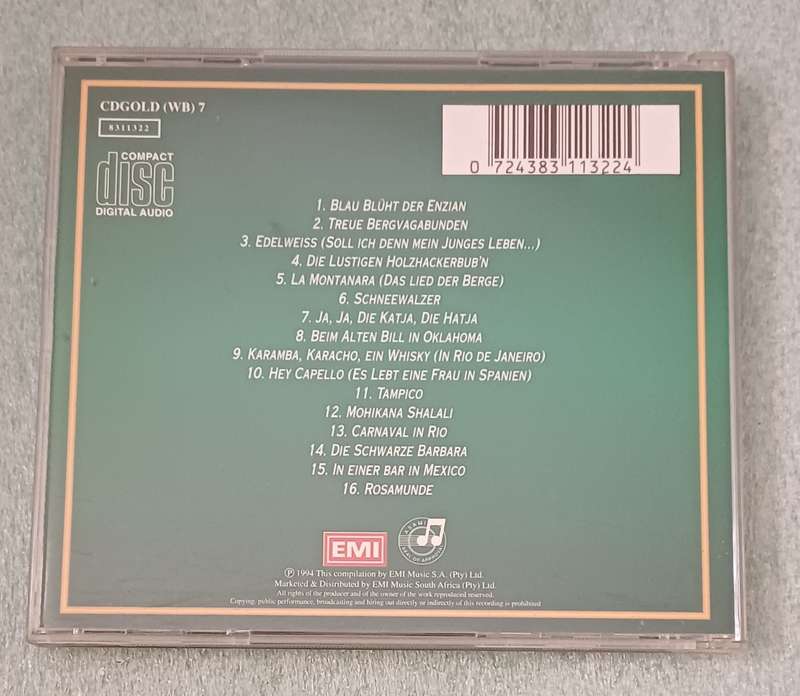 CDGOLD (WB) 7
8311322
COMPACT
disc
DIGITAL AUDIO
0 724383 113224
1. BLAU BLÜHT DER ENZIAN
2. TREUE BERGVAGABUNDEN
3. EDELWEISS (SOLL ICH DENN MEIN JUNGES LEBEN...)
4. DIE LUSTIGEN HOLZHACKERBUB'N
5. LA MONTANARA (DAS LIED DER BERGE)
6. SCHNEEWALZER
7. JA, JA, DIE KATJA, DIE HATJA
8. BEIM ALTEN BILL IN OKLAHOMA
9. KARAMBA, KARACHO, EIN WHISKY (IN RIO DE JANEIRO)
10. HEY CAPELLO (ES LEBT EINE FRAU IN SPANIEN)
11. TAMPICO
12. MOHIKANA SHALALI
13. CARNAVAL IN RIO
14. DIE SCHWARZE BARBARA
15. IN EINER BAR IN MEXICO
16. ROSAMUNDE
EMI
SEAL OF APPROVAL
℗ 1994 This compilation by EMI Music S.A. (Pty) Ltd.
Marketed & Distributed by EMI Music South Africa (Pty) Ltd.
All rights of the producer and of the owner of the work reproduced reserved.
Copying, public performance, broadcasting and hiring out directly or indirectly of this recording is prohibited